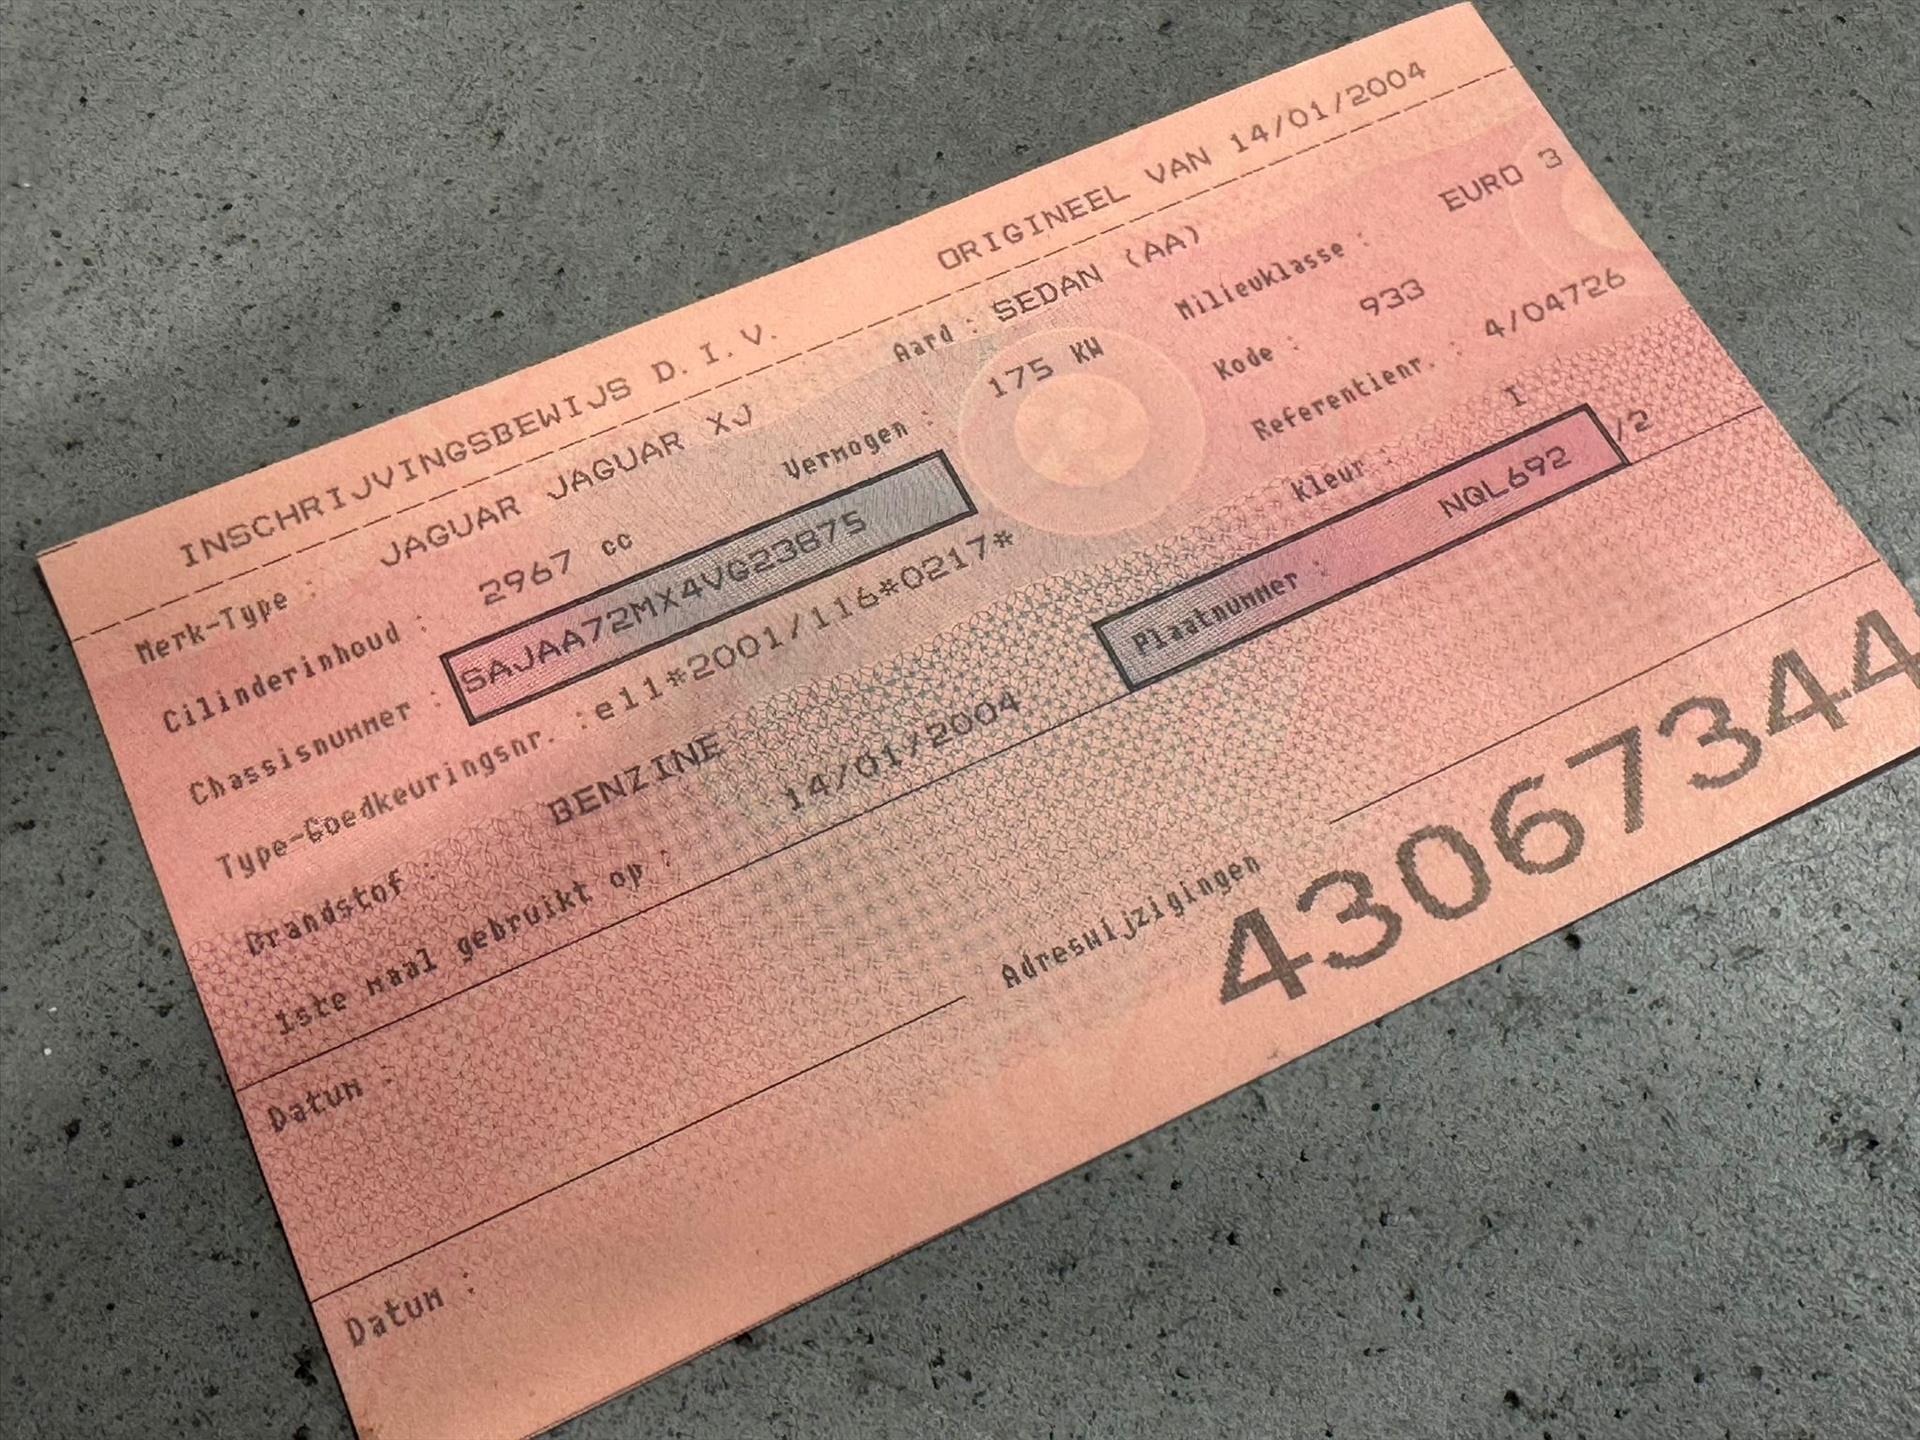 INSCHRIJVINGSBEWIJS D.I.V. ORIGINEEL VAN 14/01/2004
Merk-Type : JAGUAR JAGUAR XJ Aard : SEDAN (AA)
Cilinderinhoud : 2967 cc Vermogen : 175 KW Milieuklasse : EURO 3
Chassisnummer : SAJAA72MX4VG23875 Kode : 933
Type-Goedkeuringsnr. :e11*2001/116*0217* Referentienr. : 4/04726
Brandstof : BENZINE Kleur : I
1ste maal gebruikt op : 14/01/2004 Plaatnummer : NQL692 /2
Datum :
Adreswijzigingen
Datum :
43067344